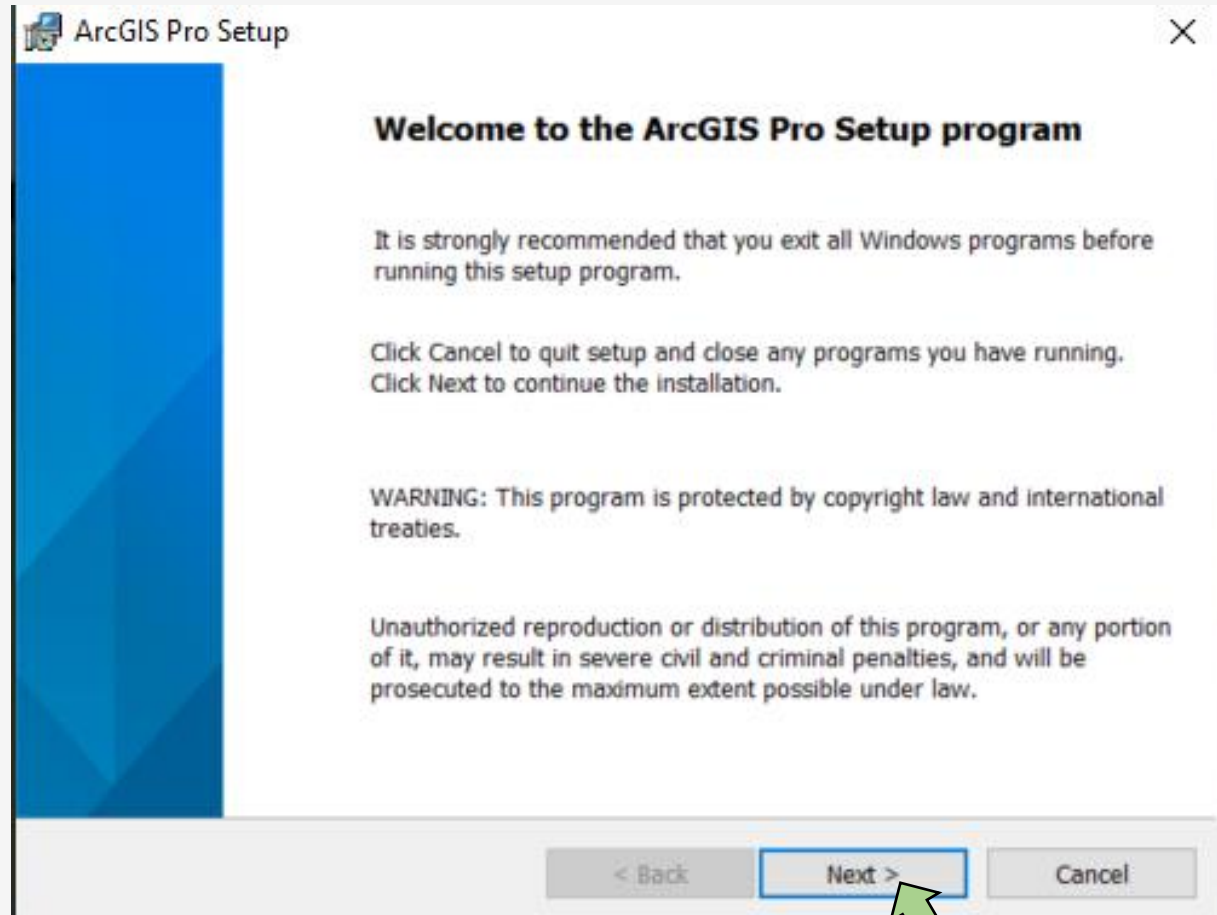 ArcGIS Pro Setup
Welcome to the ArcGIS Pro Setup program
It is strongly recommended that you exit all Windows programs before
running this setup program.
Click Cancel to quit setup and close any programs you have running.
Click Next to continue the installation.
WARNING: This program is protected by copyright law and international
treaties.
Unauthorized reproduction or distribution of this program, or any portion
of it, may result in severe civil and criminal penalties, and will be
prosecuted to the maximum extent possible under law.
< Back Next > Cancel